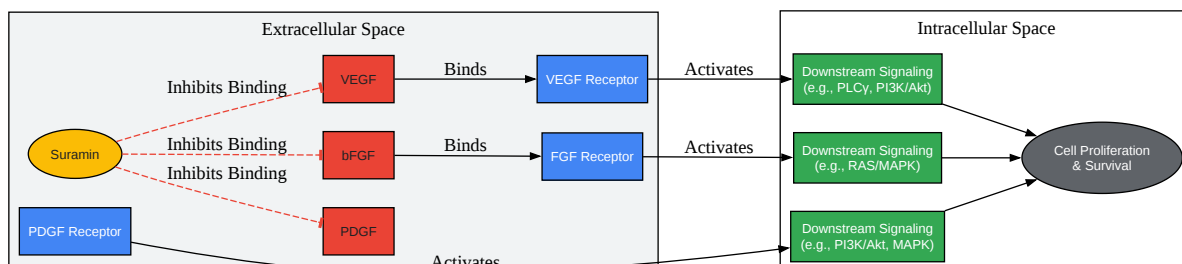 Extracellular Space
Intracellular Space
VEGF
Binds
VEGF Receptor
Activates
Downstream Signaling
(e.g., PLCγ, PI3K/Akt)
Inhibits Binding
Suramin
Inhibits Binding
bFGF
Binds
FGF Receptor
Activates
Downstream Signaling
(e.g., RAS/MAPK)
Cell Proliferation
& Survival
Inhibits Binding
PDGF Receptor
PDGF
Activates
Downstream Signaling
(e.g., PI3K/Akt, MAPK)